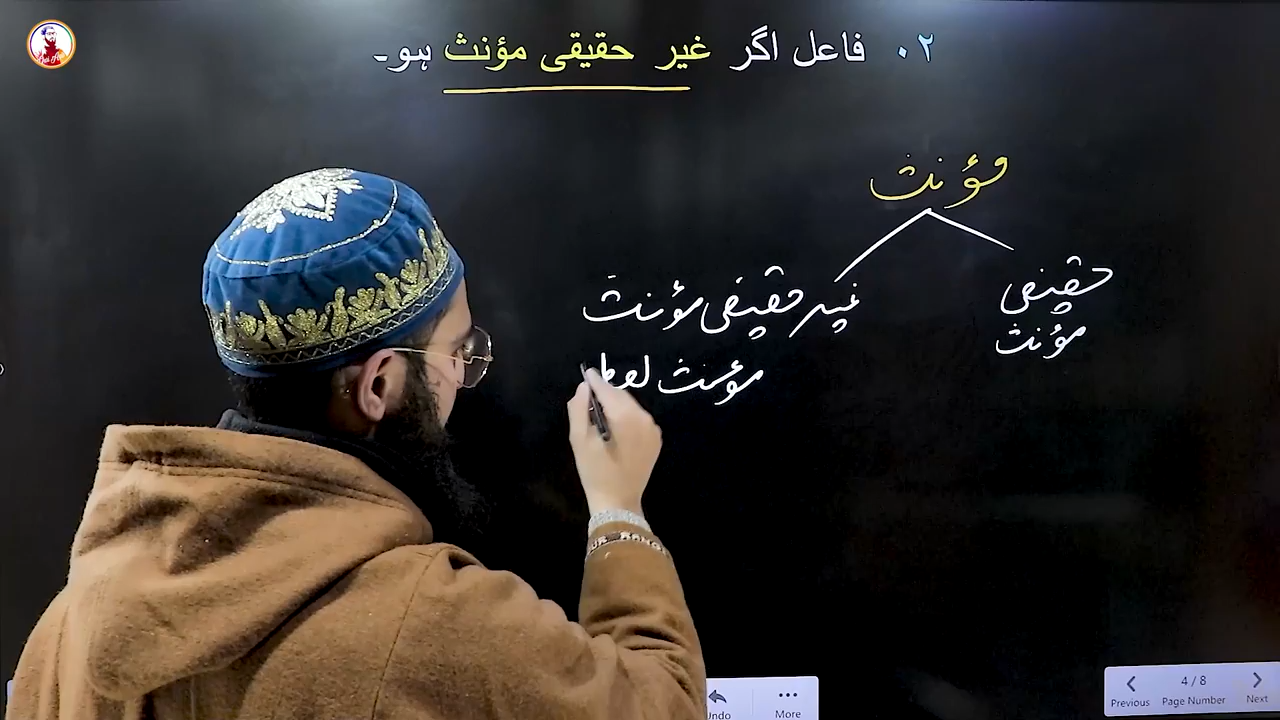 ۰۲ فاعل اگر غیر حقیقی مؤنث ہو۔
مؤنث
حقیقی
مؤنث
غیر حقیقی مؤنث
مؤنث
Undo
More
Previous
4 / 8
Page Number
Next